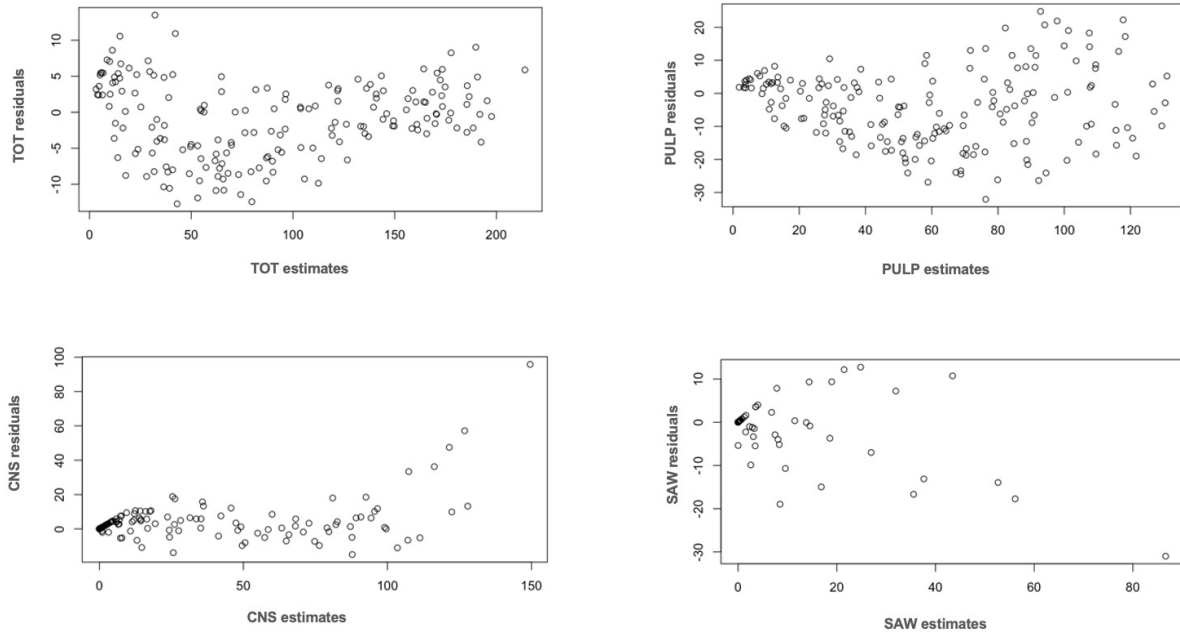 TOT residuals
10
5
0
-5
-10
0 50 100 150 200
TOT estimates
PULP residuals
20
10
0
-10
-20
-30
0 20 40 60 80 100 120
PULP estimates
CNS residuals
100
80
60
40
20
0
0 50 100 150
CNS estimates
SAW residuals
10
0
-10
-20
-30
0 20 40 60 80
SAW estimates